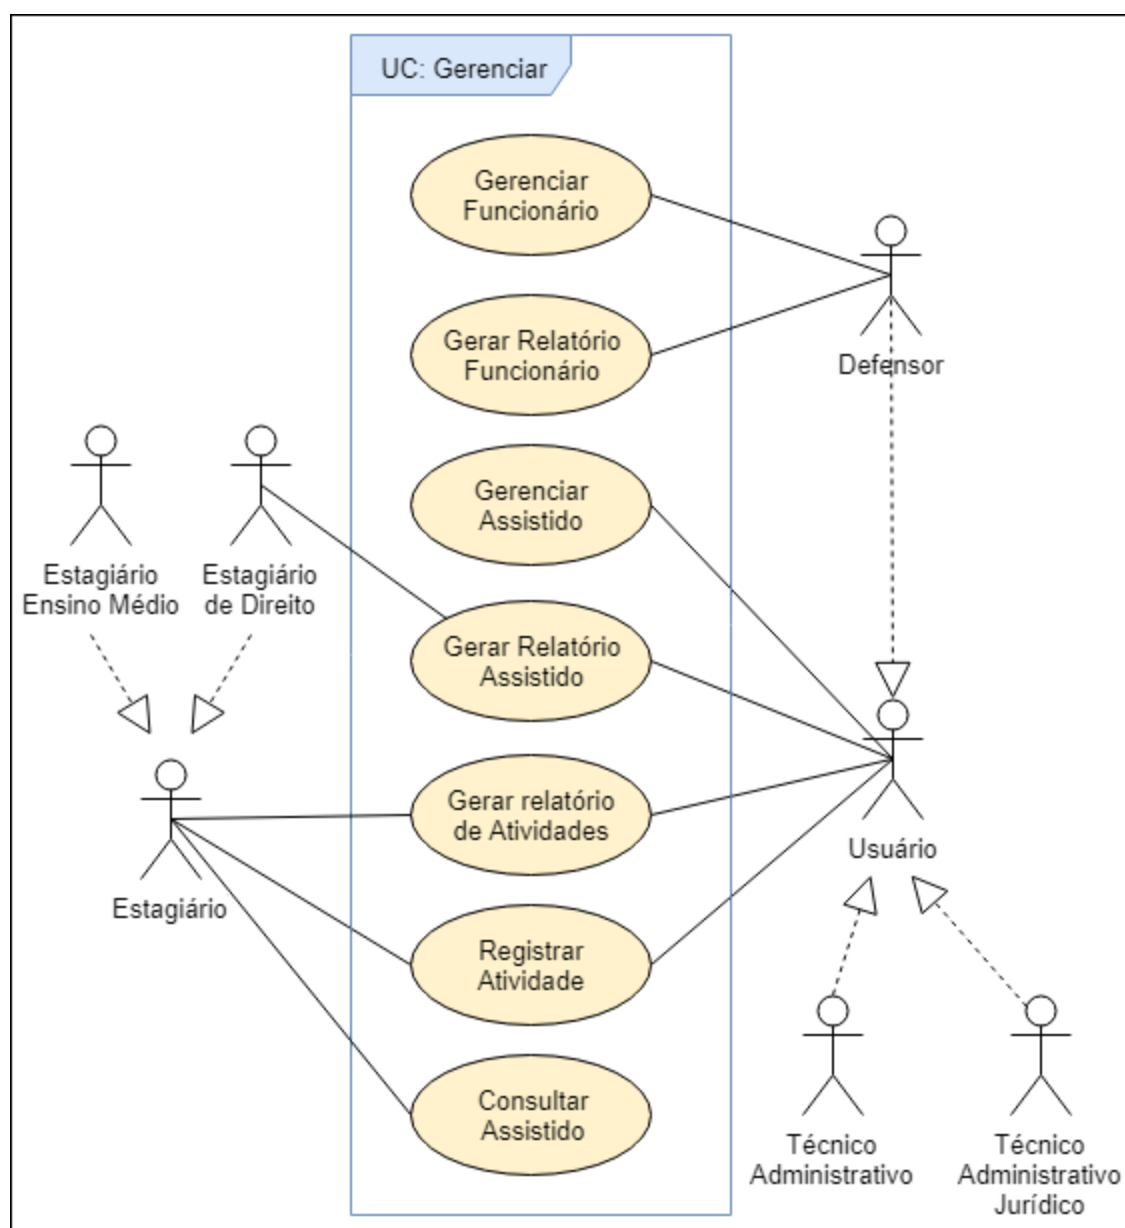 UC: Gerenciar
Gerenciar
Funcionário
Gerar Relatório
Funcionário
Defensor
Gerenciar
Assistido
Estagiário
Ensino Médio
Estagiário
de Direito
Gerar Relatório
Assistido
Gerar relatório
de Atividades
Usuário
Estagiário
Registrar
Atividade
Consultar
Assistido
Técnico
Administrativo
Técnico
Administrativo
Jurídico